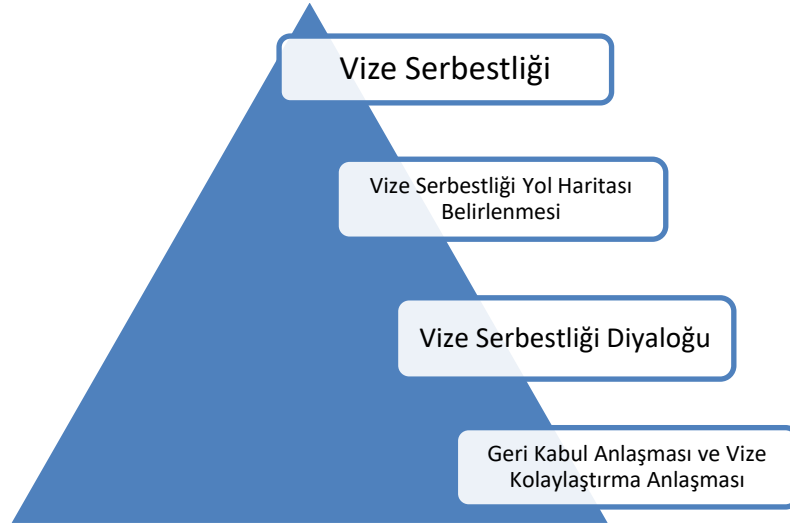 Vize Serbestliği
Vize Serbestliği Yol Haritası
Belirlenmesi
Vize Serbestliği Diyaloğu
Geri Kabul Anlaşması ve Vize
Kolaylaştırma Anlaşması